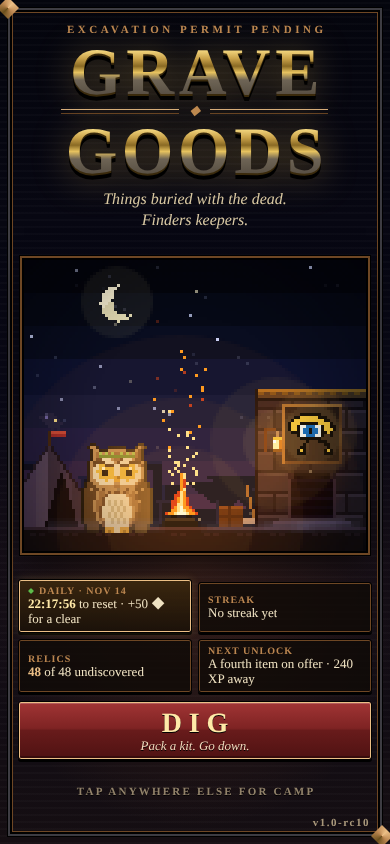 EXCAVATION PERMIT PENDING
GRAVE
GOODS
Things buried with the dead.
Finders keepers.
DAILY · NOV 14
22:17:56 to reset · +50 ◆
for a clear
STREAK
No streak yet
RELICS
48 of 48 undiscovered
NEXT UNLOCK
A fourth item on offer · 240
XP away
DIG
Pack a kit. Go down.
TAP ANYWHERE ELSE FOR CAMP
v1.0-rc10